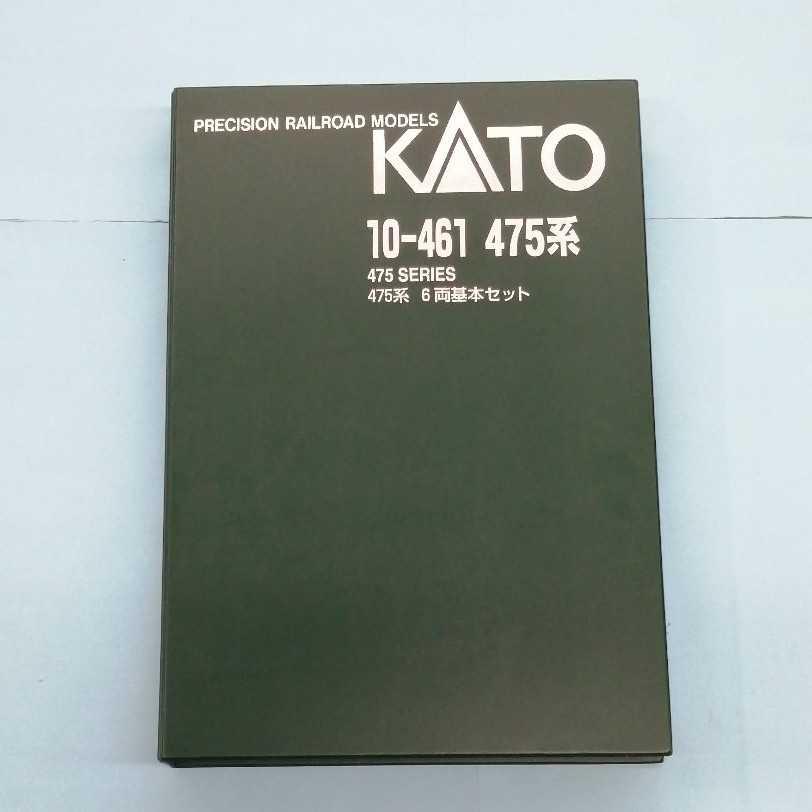 PRECISION RAILROAD MODELS
KATO
10-461 475系
475 SERIES
475系 6両基本セット